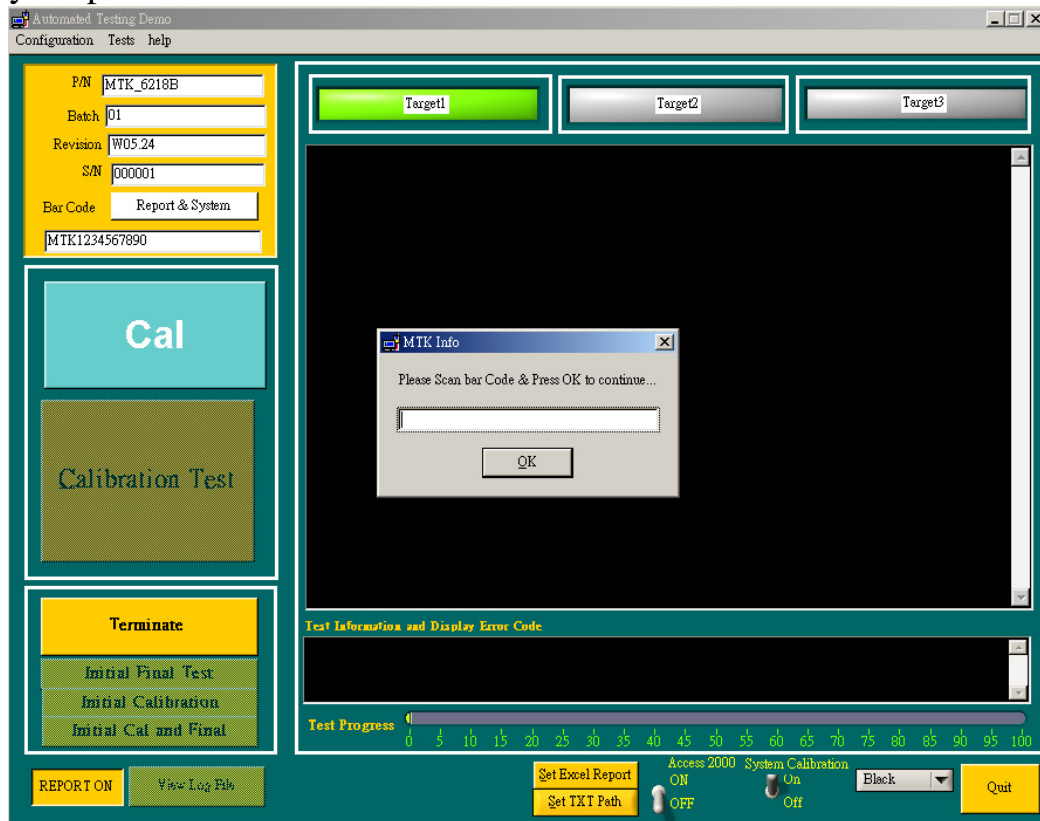 Automated Testing Demo
Configuration Tests help
P/N MTK_6218B
Batch 01
Revision W05.24
S/N 000001
Bar Code Report & System
MTK1234567890
Target1 Target2 Target3
Cal
Calibration Test
MTK Info
Please Scan bar Code & Press OK to continue...
OK
Terminate
Initial Final Test
Initial Calibration
Initial Cal and Final
Test Information and Display Error Code
Test Progress
0 5 10 15 20 25 30 35 40 45 50 55 60 65 70 75 80 85 90 95 100
REPORT ON View Log File
Set Excel Report
Set TXT Path
Access 2000
ON
OFF
System Calibration
On
Off
Black
Quit